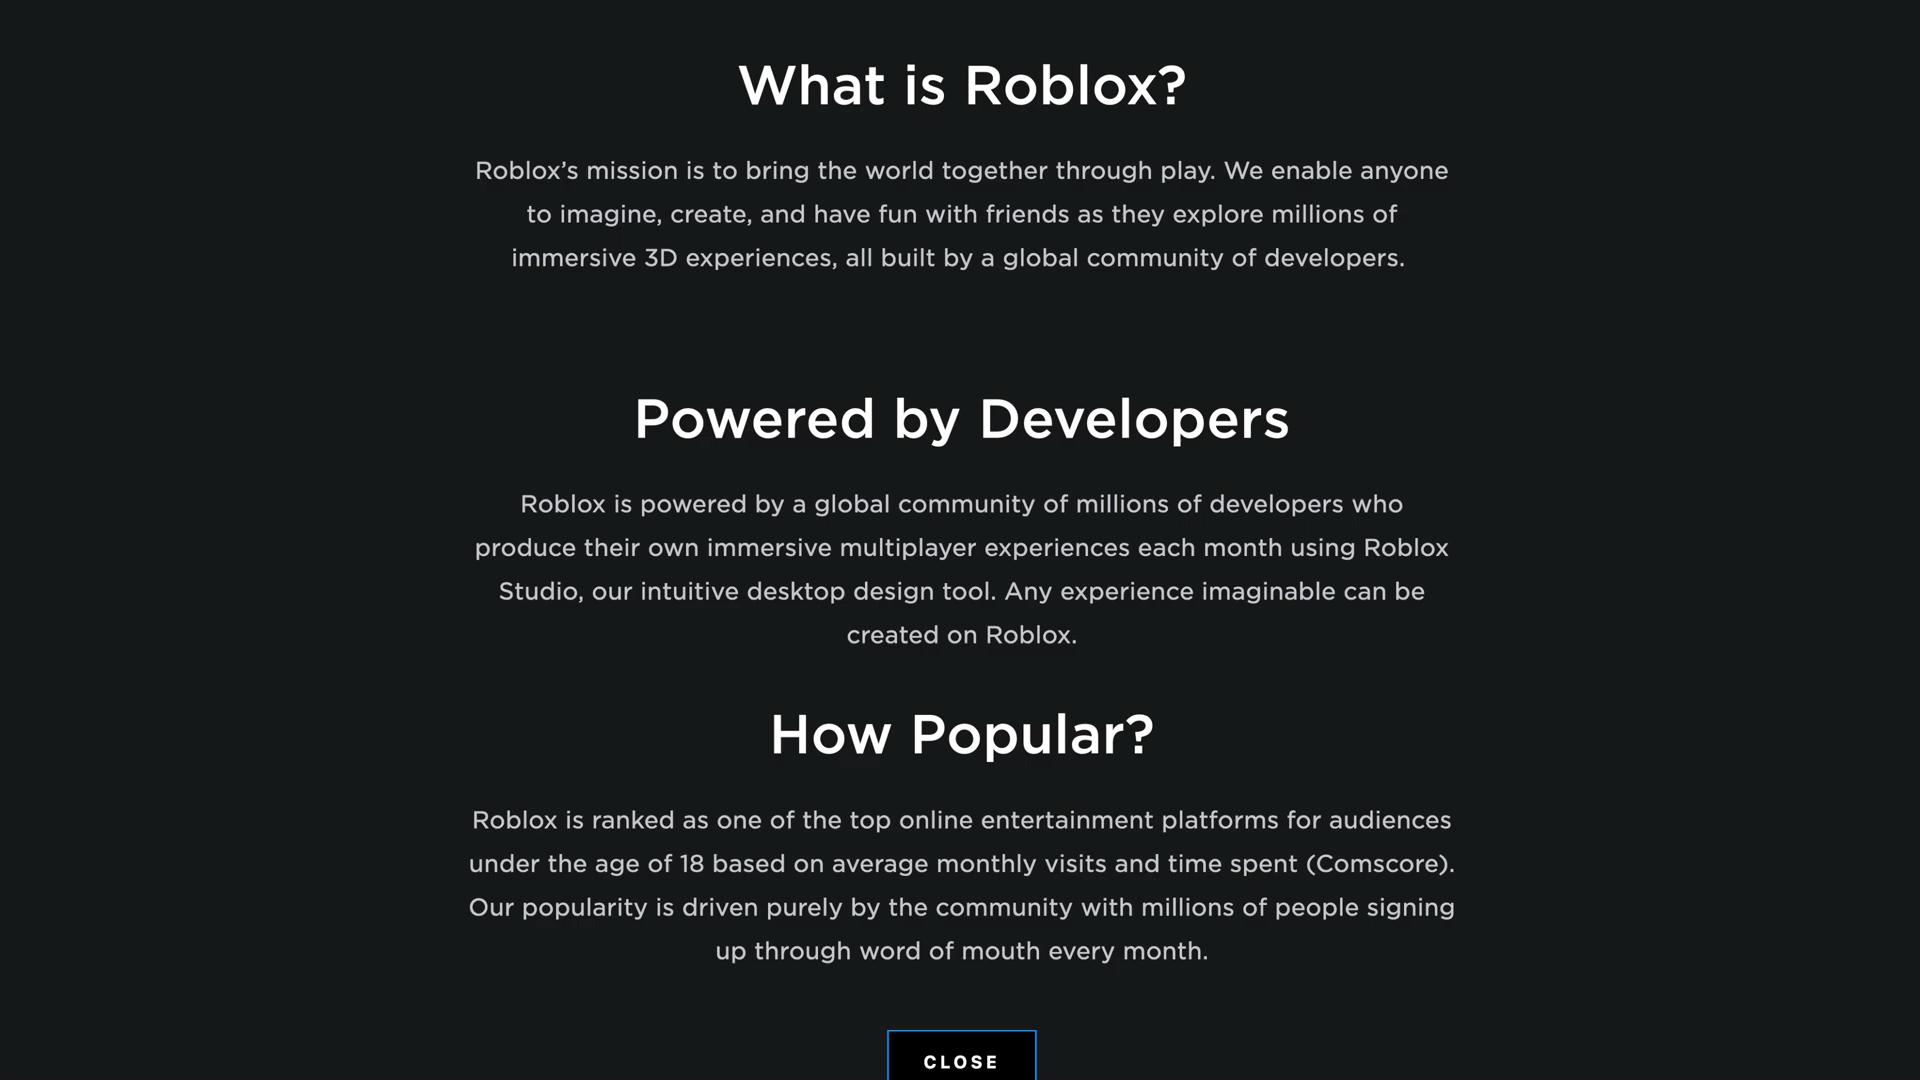 What is Roblox?
Roblox’s mission is to bring the world together through play. We enable anyone
to imagine, create, and have fun with friends as they explore millions of
immersive 3D experiences, all built by a global community of developers.
Powered by Developers
Roblox is powered by a global community of millions of developers who
produce their own immersive multiplayer experiences each month using Roblox
Studio, our intuitive desktop design tool. Any experience imaginable can be
created on Roblox.
How Popular?
Roblox is ranked as one of the top online entertainment platforms for audiences
under the age of 18 based on average monthly visits and time spent (Comscore).
Our popularity is driven purely by the community with millions of people signing
up through word of mouth every month.
CLOSE